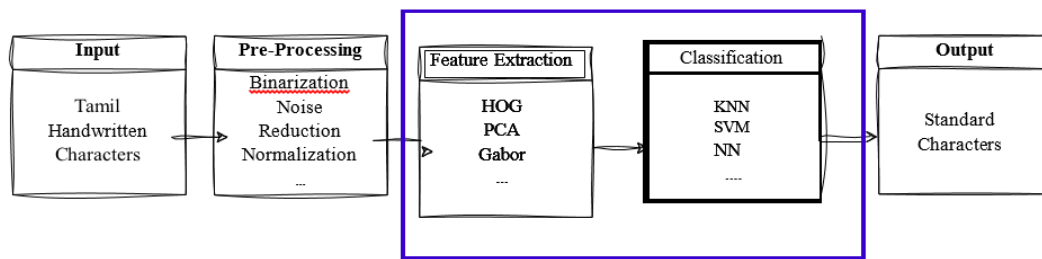 Input
Tamil
Handwritten
Characters
Pre-Processing
Binarization
Noise
Reduction
Normalization
...
Feature Extraction
HOG
PCA
Gabor
...
Classification
KNN
SVM
NN
....
Output
Standard
Characters